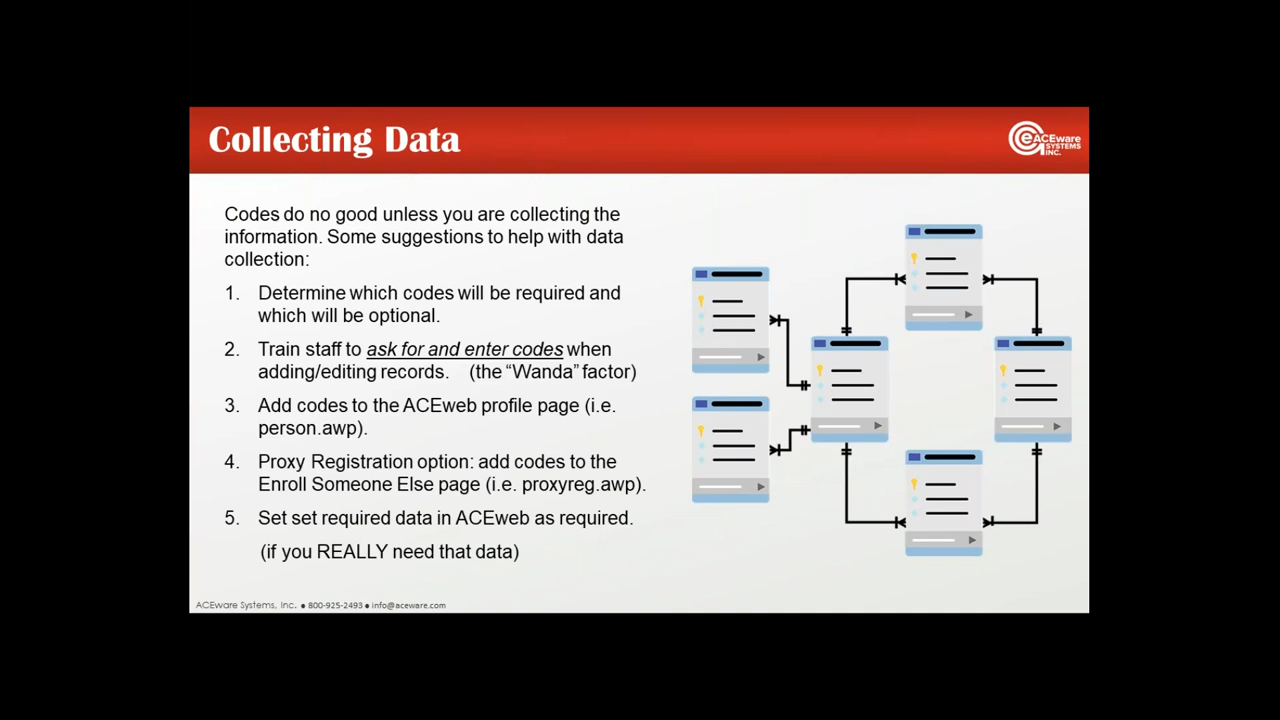 Collecting Data
eACEware
SYSTEMS
INC.
Codes do no good unless you are collecting the
information. Some suggestions to help with data
collection:
1. Determine which codes will be required and
which will be optional.
2. Train staff to ask for and enter codes when
adding/editing records. (the “Wanda” factor)
3. Add codes to the ACEweb profile page (i.e.
person.awp).
4. Proxy Registration option: add codes to the
Enroll Someone Else page (i.e. proxyreg.awp).
5. Set set required data in ACEweb as required.
(if you REALLY need that data)
ACEware Systems, Inc. ● 800-925-2493 ● info@aceware.com